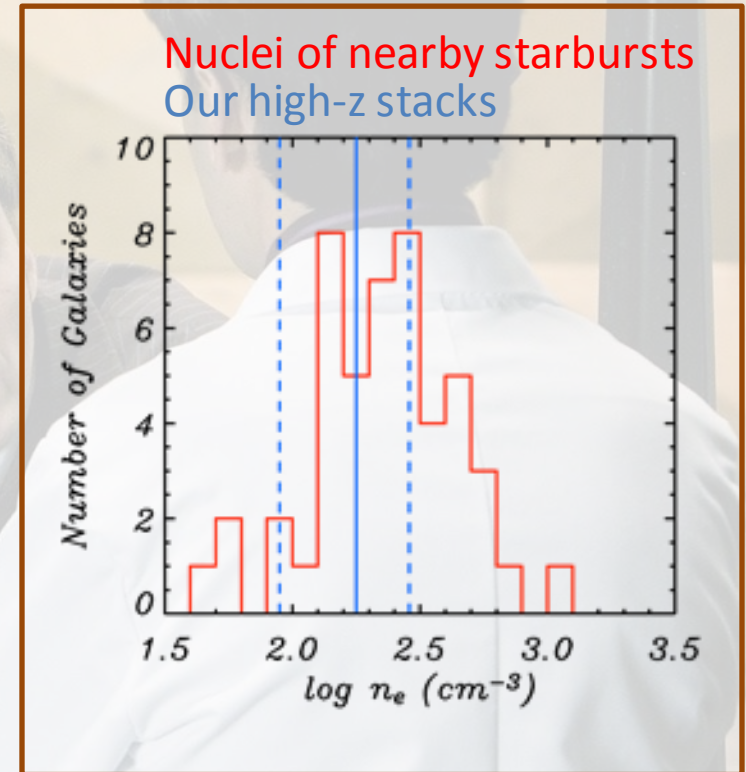 Nuclei of nearby starbursts
Our high-z stacks
10
8
6
4
2
0
Number of Galaxies
1.5 2.0 2.5 3.0 3.5
log nₑ (cm⁻³)